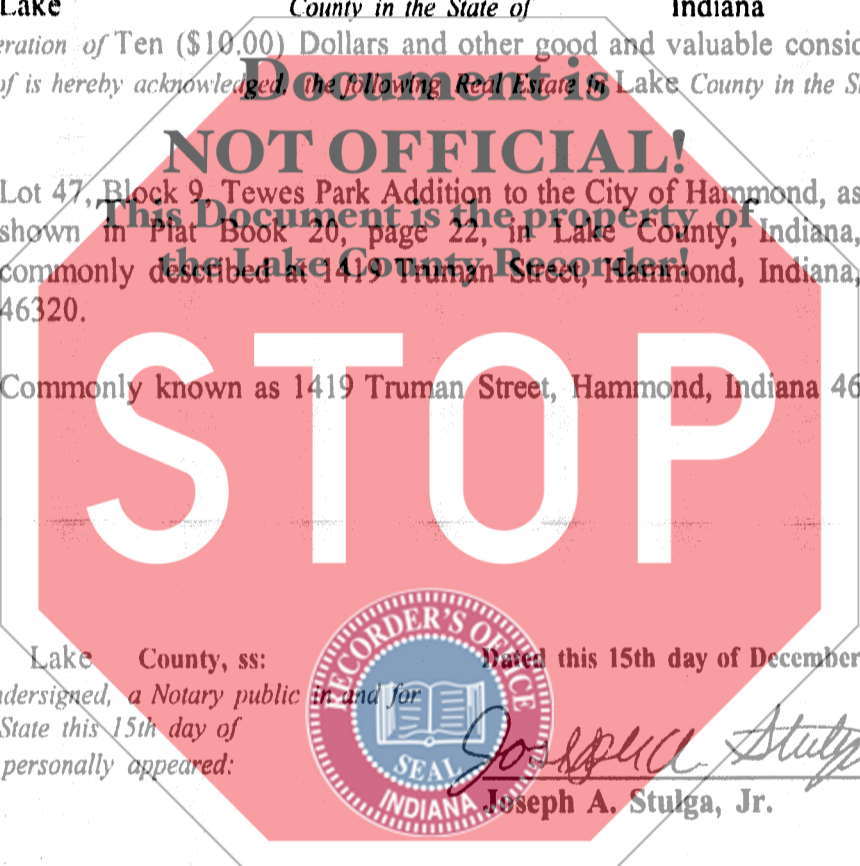 Lake County in the State of Indiana
eration of Ten ($10.00) Dollars and other good and valuable consid
of is hereby acknowledged, the following Real Estate in Lake County in the St
Document is
NOT OFFICIAL!
This Document is the property of
the Lake County Recorder!
Lot 47, Block 9, Tewes Park Addition to the City of Hammond, as
shown in Plat Book 20, page 22, in Lake County, Indiana,
commonly described at 1419 Truman Street, Hammond, Indiana,
46320.
Commonly known as 1419 Truman Street, Hammond, Indiana 46
STOP
Lake County, ss:
ndersigned, a Notary public in and for
State this 15th day of
personally appeared:
Dated this 15th day of December
Joseph A. Stulg
Joseph A. Stulga, Jr.
RECORDER'S OFFICE
SEAL
INDIANA